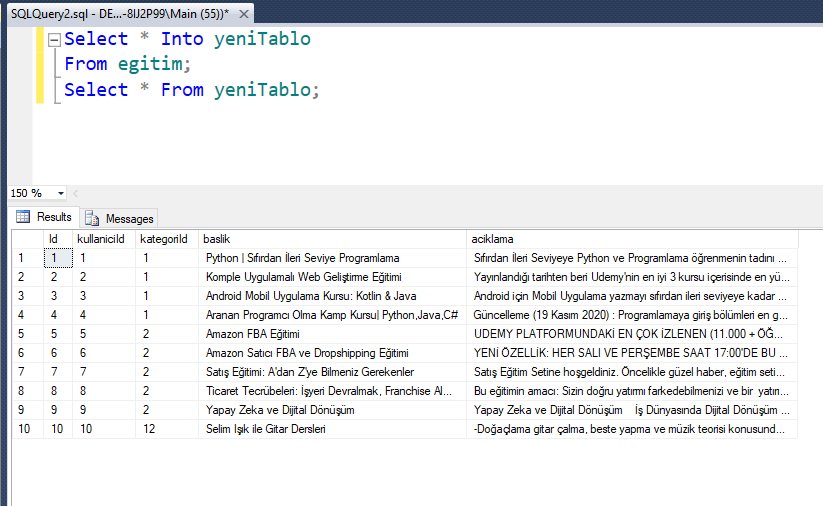 SQLQuery2.sql - DE...-8IJ2P99\Main (55))* ✕
Select * Into yeniTablo
From egitim;
Select * From yeniTablo;
150 %
Results Messages
Id kullaniciId kategoriId baslik aciklama
1 1 1 1 Python | Sıfırdan İleri Seviye Programlama Sıfırdan İleri Seviyeye Python ve Programlama öğrenmenin tadını ...
2 2 2 1 Komple Uygulamalı Web Geliştirme Eğitimi Yayınlandığı tarihten beri Udemy'nin en iyi 3 kursu içerisinde en yü...
3 3 3 1 Android Mobil Uygulama Kursu: Kotlin & Java Android için Mobil Uygulama yazmayı sıfırdan ileri seviyeye kadar ...
4 4 4 1 Aranan Programcı Olma Kamp Kursu| Python,Java,C# Güncelleme (19 Kasım 2020) : Programlamaya giriş bölümleri en g...
5 5 5 2 Amazon FBA Eğitimi UDEMY PLATFORMUNDAKİ EN ÇOK İZLENEN (11.000 + ÖĞ...
6 6 6 2 Amazon Satıcı FBA ve Dropshipping Eğitimi YENİ ÖZELLİK: HER SALI VE PERŞEMBE SAAT 17:00'DE BU ...
7 7 7 2 Satış Eğitimi: A'dan Z'ye Bilmeniz Gerekenler Satış Eğitim Setine hoşgeldiniz. Öncelikle güzel haber, eğitim seti...
8 8 8 2 Ticaret Tecrübeleri: İşyeri Devralmak, Franchise Al... Bu eğitimin amacı: Sizin doğru yatırımı farkedebilmenizi ve bir yatırı...
9 9 9 2 Yapay Zeka ve Dijital Dönüşüm Yapay Zeka ve Dijital Dönüşüm İş Dünyasında Dijital Dönüşüm ...
10 10 10 12 Selim Işık ile Gitar Dersleri -Doğaçlama gitar çalma, beste yapma ve müzik teorisi konusund...